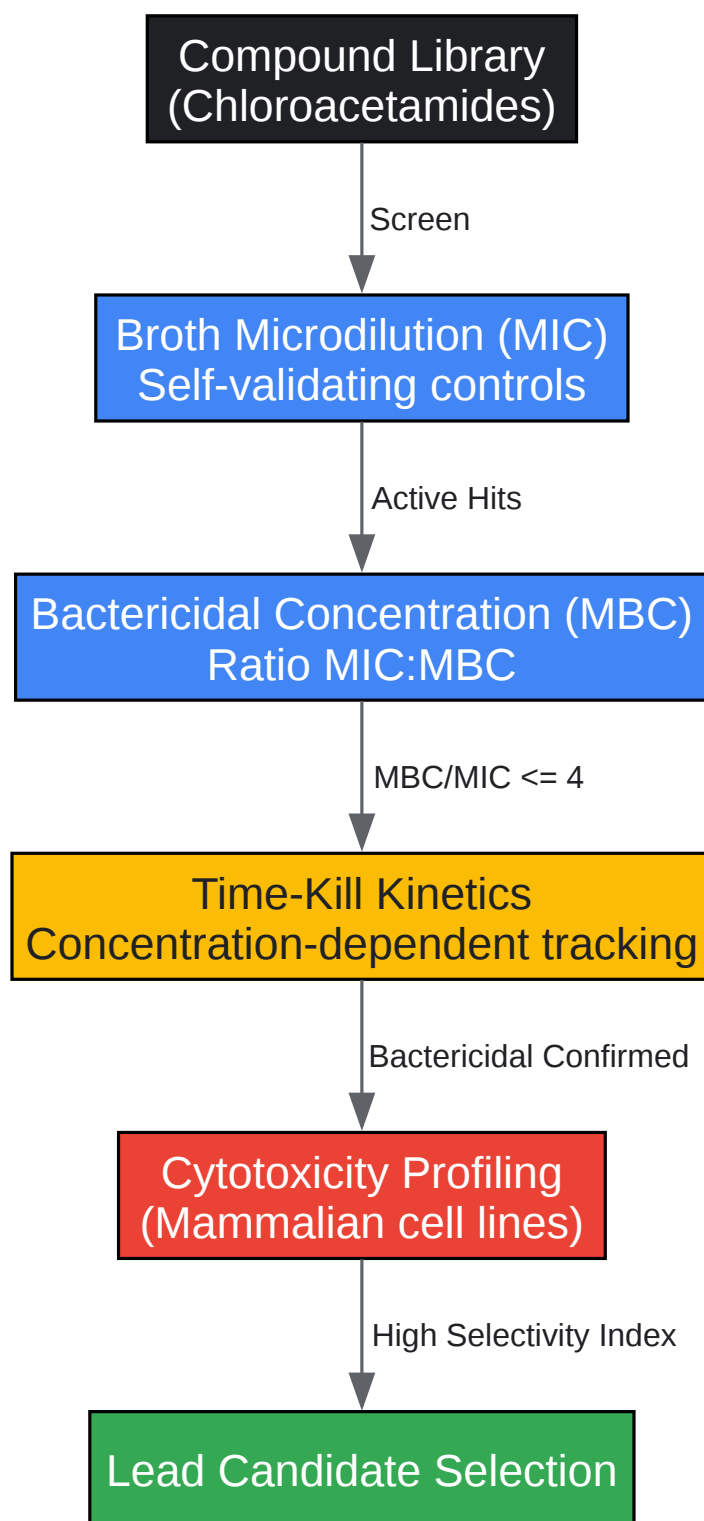 Compound Library
(Chloroacetamides)
Screen
Broth Microdilution (MIC)
Self-validating controls
Active Hits
Bactericidal Concentration (MBC)
Ratio MIC:MBC
MBC/MIC <= 4
Time-Kill Kinetics
Concentration-dependent tracking
Bactericidal Confirmed
Cytotoxicity Profiling
(Mammalian cell lines)
High Selectivity Index
Lead Candidate Selection